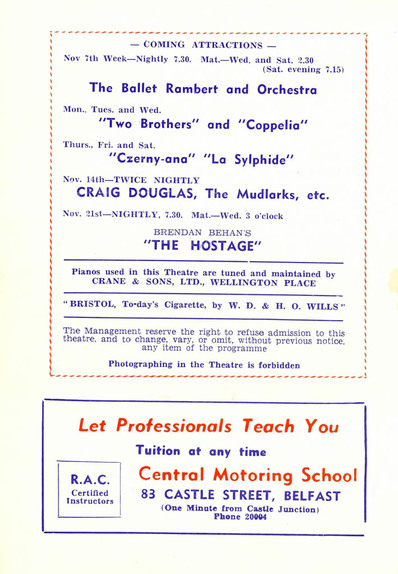 — COMING ATTRACTIONS —
Nov 7th Week—Nightly 7.30. Mat.—Wed. and Sat. 2.30
(Sat. evening 7.15)
The Ballet Rambert and Orchestra
Mon., Tues. and Wed.
"Two Brothers" and "Coppelia"
Thurs., Fri. and Sat.
"Czerny-ana" "La Sylphide"
Nov. 14th—TWICE NIGHTLY
CRAIG DOUGLAS, The Mudlarks, etc.
Nov. 21st—NIGHTLY, 7.30. Mat.—Wed. 3 o'clock
BRENDAN BEHAN'S
"THE HOSTAGE"
Pianos used in this Theatre are tuned and maintained by
CRANE & SONS, LTD., WELLINGTON PLACE
"BRISTOL, To-day's Cigarette, by W. D. & H. O. WILLS"
The Management reserve the right to refuse admission to this
theatre, and to change, vary, or omit, without previous notice,
any item of the programme
Photographing in the Theatre is forbidden
Let Professionals Teach You
Tuition at any time
R.A.C.
Certified
Instructors
Central Motoring School
83 CASTLE STREET, BELFAST
(One Minute from Castle Junction)
Phone 20004